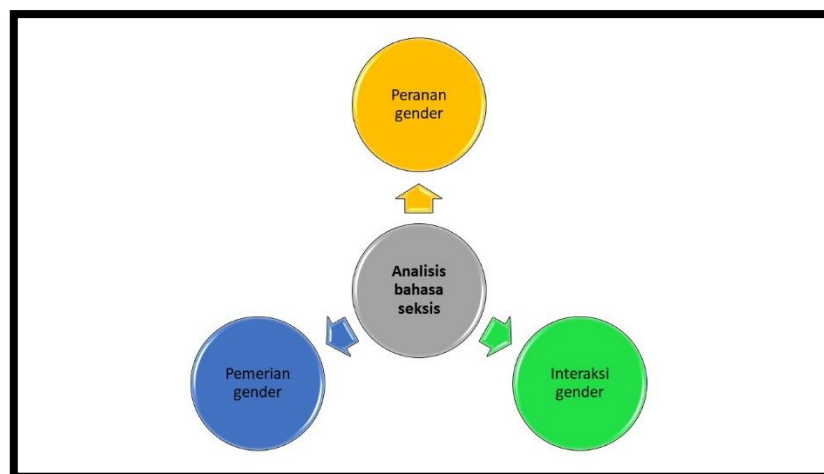 Peranan
gender
Analisis
bahasa
seksis
Pemerian
gender
Interaksi
gender